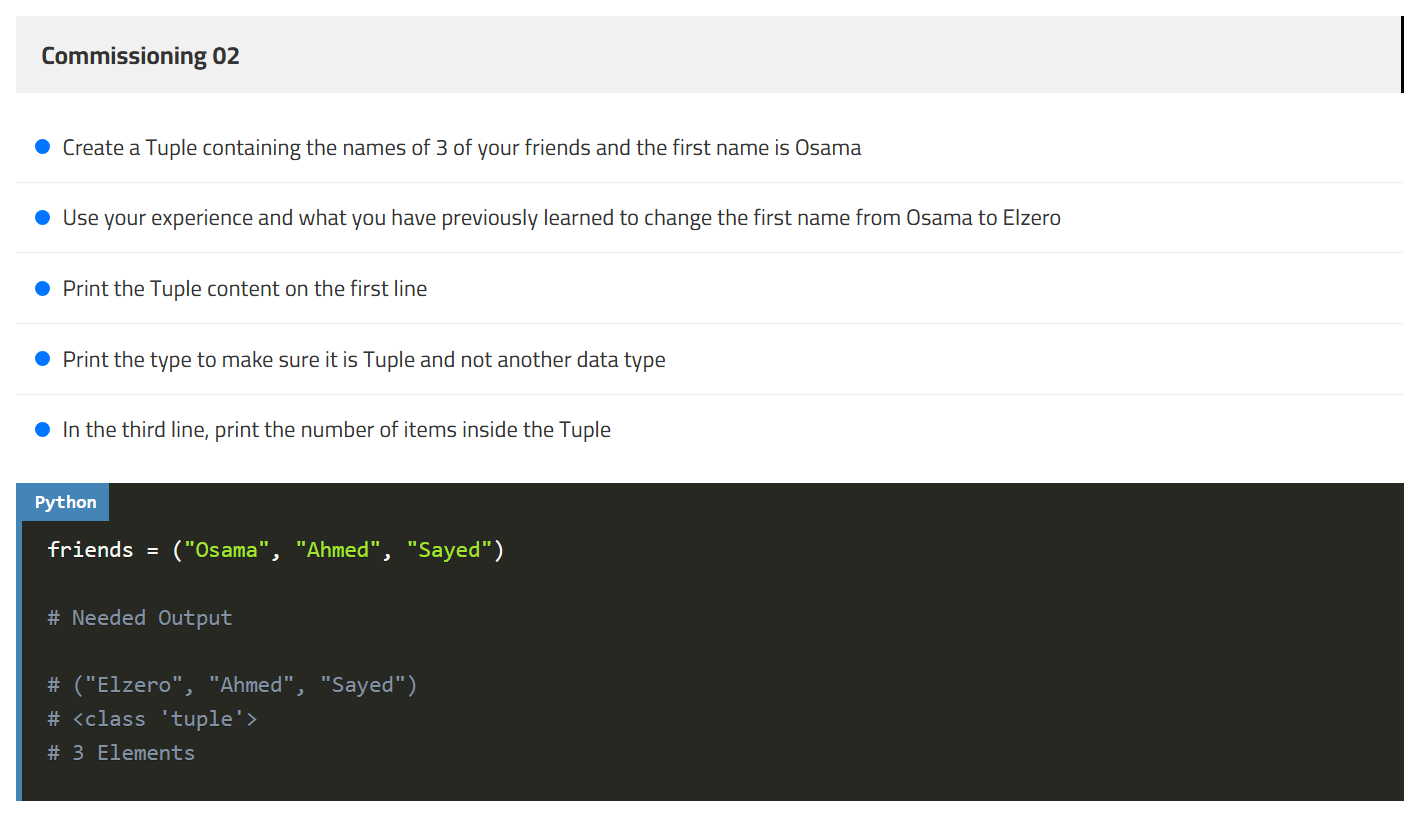 Commissioning 02
Create a Tuple containing the names of 3 of your friends and the first name is Osama
Use your experience and what you have previously learned to change the first name from Osama to Elzero
Print the Tuple content on the first line
Print the type to make sure it is Tuple and not another data type
In the third line, print the number of items inside the Tuple
Python
friends = ("Osama", "Ahmed", "Sayed")
# Needed Output
# ("Elzero", "Ahmed", "Sayed")
# <class 'tuple'>
# 3 Elements